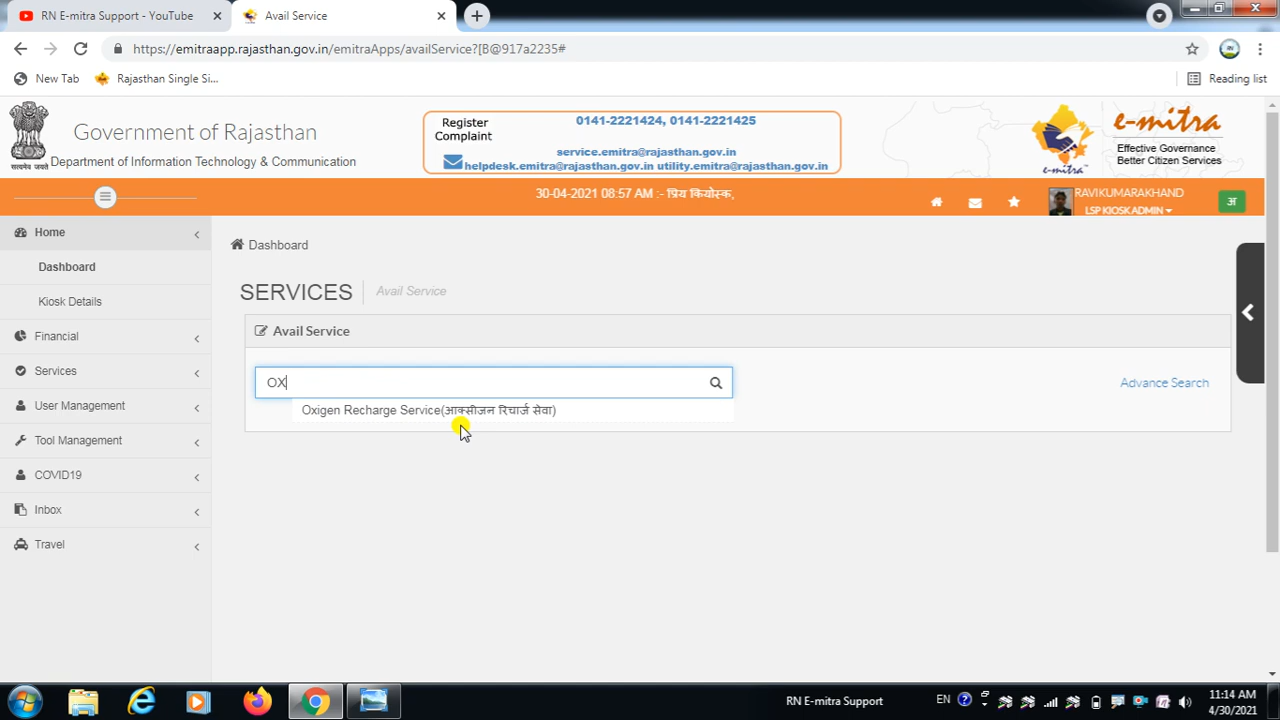 RN E-mitra Support - YouTube
Avail Service
https://emitraapp.rajasthan.gov.in/emitraApps/availService?[B@917a2235#
New Tab
Rajasthan Single Si...
Reading list
सत्यमेव जयते
Government of Rajasthan
Department of Information Technology & Communication
Register
Complaint
0141-2221424, 0141-2221425
service.emitra@rajasthan.gov.in
helpdesk.emitra@rajasthan.gov.in utility.emitra@rajasthan.gov.in
e-mitra
e-mitra
Effective Governance
Better Citizen Services
30-04-2021 08:57 AM :- प्रिय कियोस्क,
RAVIKUMARAKHAND
LSP KIOSKADMIN
अ
Home
Dashboard
Kiosk Details
Financial
Services
User Management
Tool Management
COVID19
Inbox
Travel
Dashboard
SERVICES
Avail Service
Avail Service
OX
Advance Search
Oxigen Recharge Service(आक्सीजन रिचार्ज सेवा)
RN E-mitra Support
EN
11:14 AM
4/30/2021